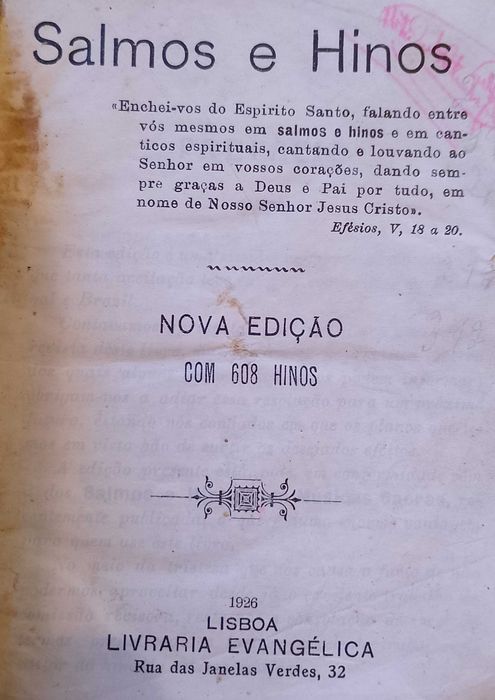 Salmos e Hinos
«Enchei-vos do Espirito Santo, falando entre
vós mesmos em salmos e hinos e em can-
ticos espirituais, cantando e louvando ao
Senhor em vossos corações, dando sem-
pre graças a Deus e Pai por tudo, em
nome de Nosso Senhor Jesus Cristo».
Efésios, V, 18 a 20.
NOVA EDIÇÃO
COM 608 HINOS
1926
LISBOA
LIVRARIA EVANGÉLICA
Rua das Janelas Verdes, 32